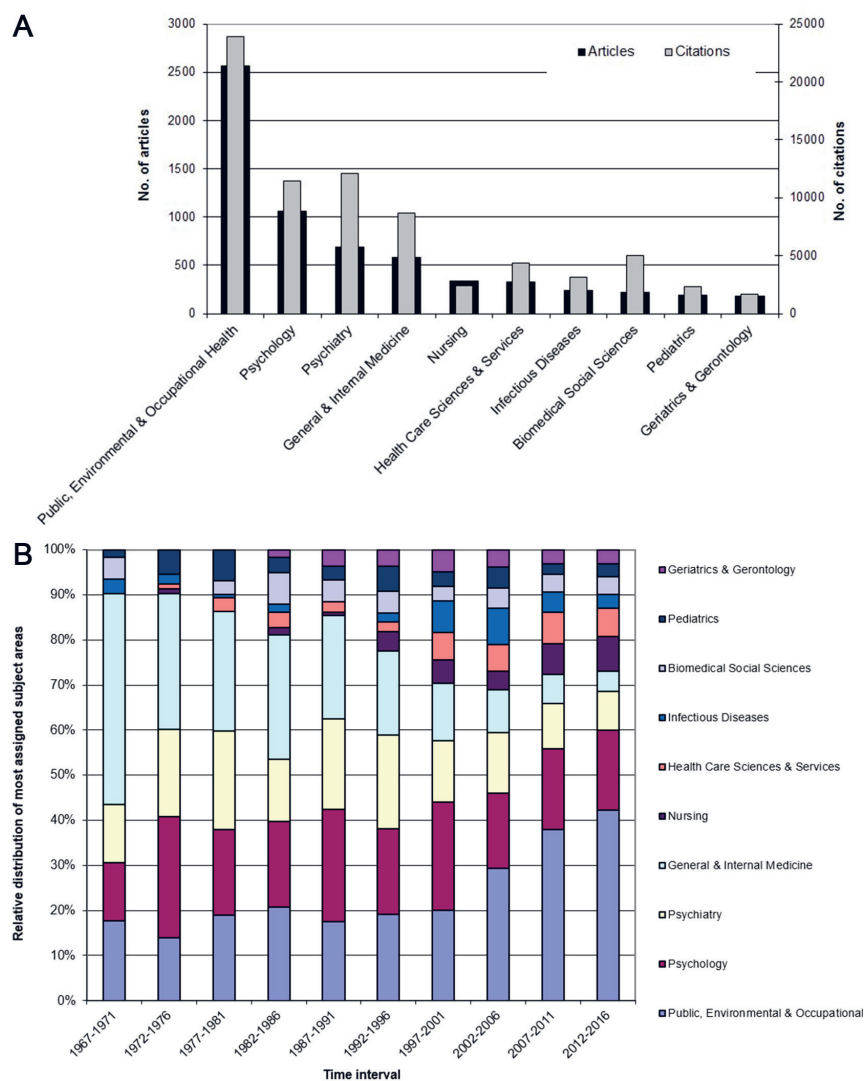 A
3000
2500
2000
1500
1000
500
0
No. of articles
Articles
Citations
25000
20000
15000
10000
5000
0
No. of citations
Public, Environmental & Occupational Health
Psychology
Psychiatry
General & Internal Medicine
Nursing
Health Care Sciences & Services
Infectious Diseases
Biomedical Social Sciences
Pediatrics
Geriatrics & Gerontology
B
100%
90%
80%
70%
60%
50%
40%
30%
20%
10%
0%
Relative distribution of most assigned subject areas
1967-1971
1972-1976
1977-1981
1982-1986
1987-1991
1992-1996
1997-2001
2002-2006
2007-2011
2012-2016
Time interval
Geriatrics & Gerontology
Pediatrics
Biomedical Social Sciences
Infectious Diseases
Health Care Sciences & Services
Nursing
General & Internal Medicine
Psychiatry
Psychology
Public, Environmental & Occupational